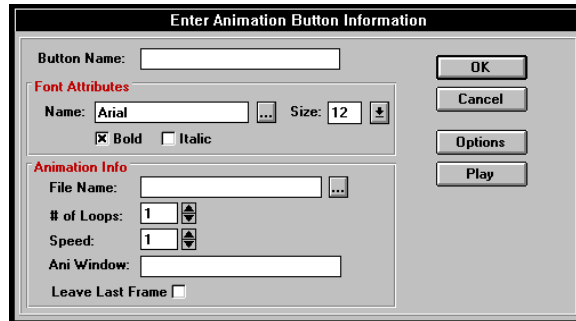 Enter Animation Button Information
Button Name:
OK
Font Attributes
Name: Arial ... Size: 12
Cancel
Bold Italic
Options
Animation Info
Play
File Name: ...
# of Loops: 1
Speed: 1
Ani Window:
Leave Last Frame